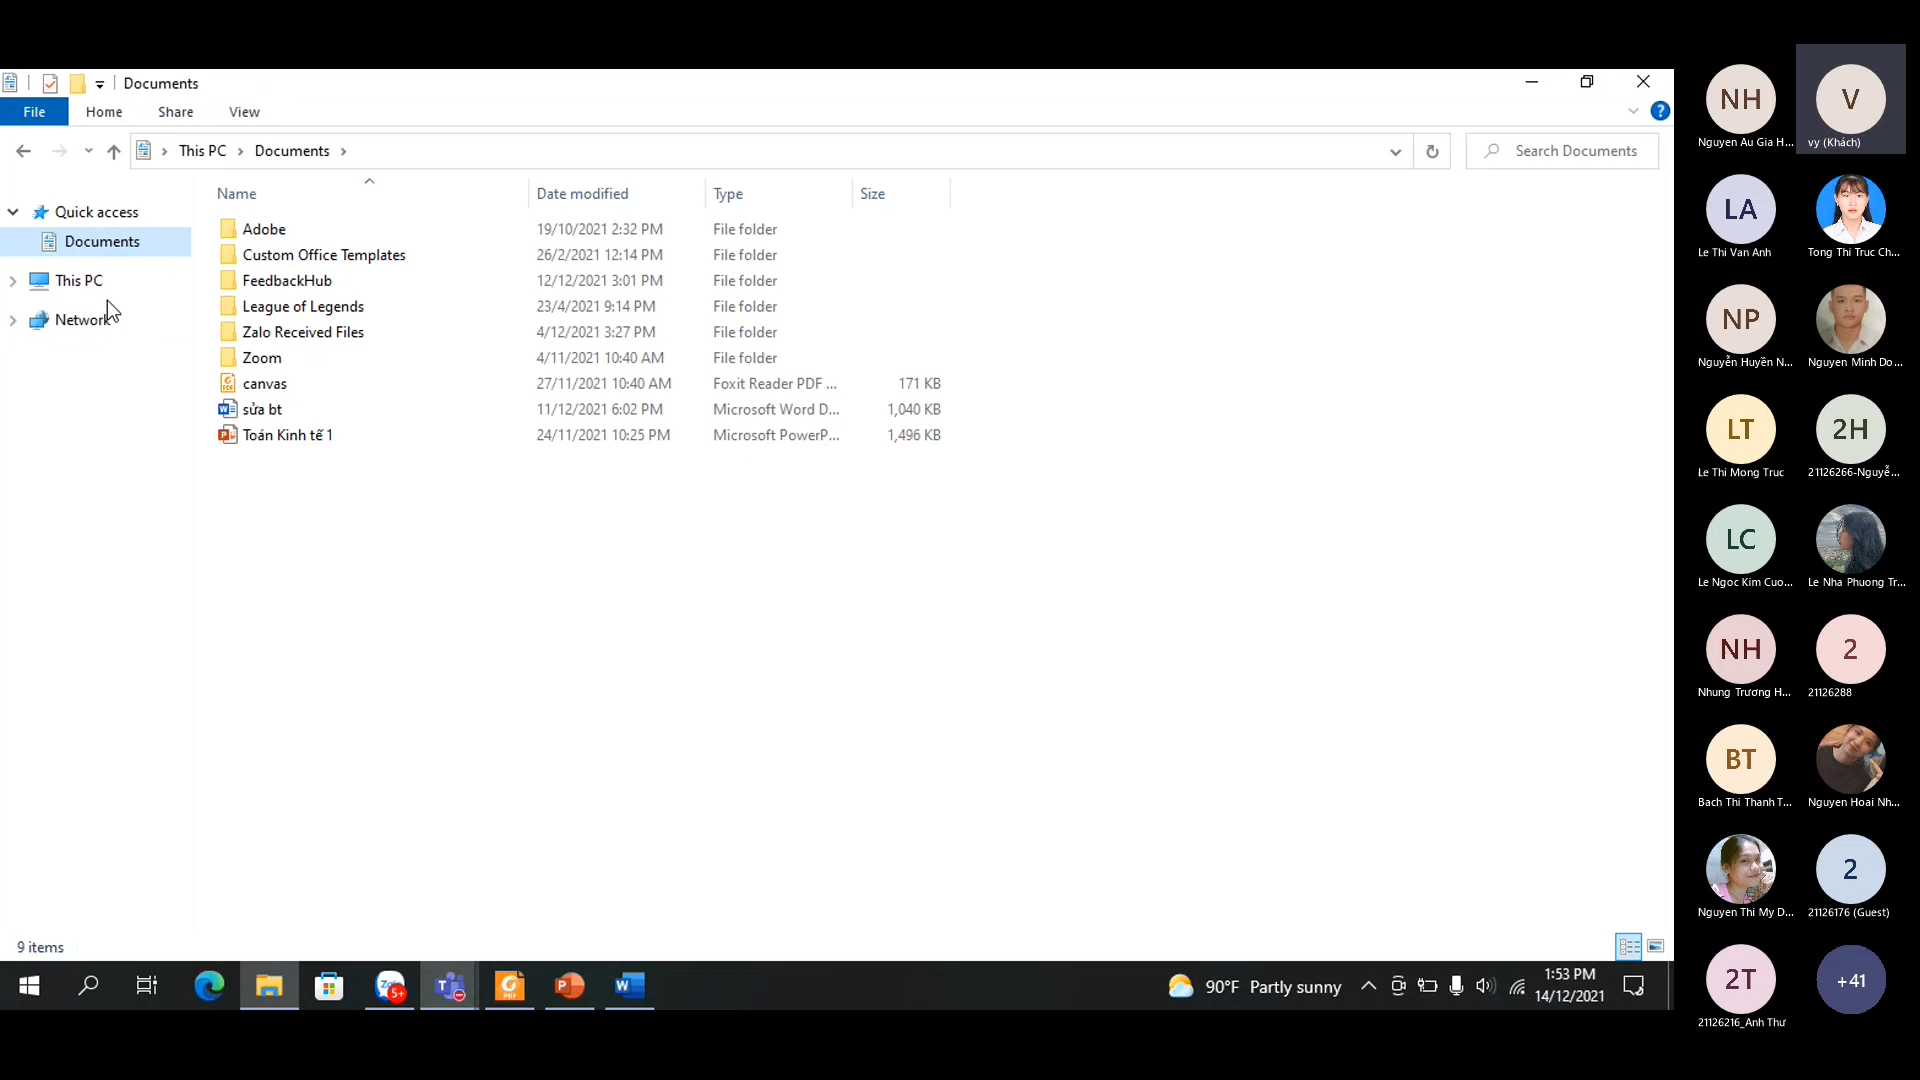 Documents
File Home Share View
This PC Documents Search Documents
Name Date modified Type Size
Quick access
Documents
This PC
Network
Adobe 19/10/2021 2:32 PM File folder
Custom Office Templates 26/2/2021 12:14 PM File folder
FeedbackHub 12/12/2021 3:01 PM File folder
League of Legends 23/4/2021 9:14 PM File folder
Zalo Received Files 4/12/2021 3:27 PM File folder
Zoom 4/11/2021 10:40 AM File folder
canvas 27/11/2021 10:40 AM Foxit Reader PDF ... 171 KB
sửa bt 11/12/2021 6:02 PM Microsoft Word D... 1,040 KB
Toán Kinh tế 1 24/11/2021 10:25 PM Microsoft PowerP... 1,496 KB
9 items
5+
90°F Partly sunny
1:53 PM
14/12/2021
NH V
Nguyen Au Gia H... vy (Khách)
LA
Le Thi Van Anh Tong Thi Truc Ch...
NP
Nguyễn Huyền N... Nguyen Minh Do...
LT 2H
Le Thi Mong Truc 21126266-Nguyễ...
LC
Le Ngoc Kim Cuo... Le Nha Phuong Tr...
NH 2
Nhung Trương H... 21126288
BT
Bach Thi Thanh T... Nguyen Hoai Nh...
2
Nguyen Thi My D... 21126176 (Guest)
2T +41
21126216_Anh Thư